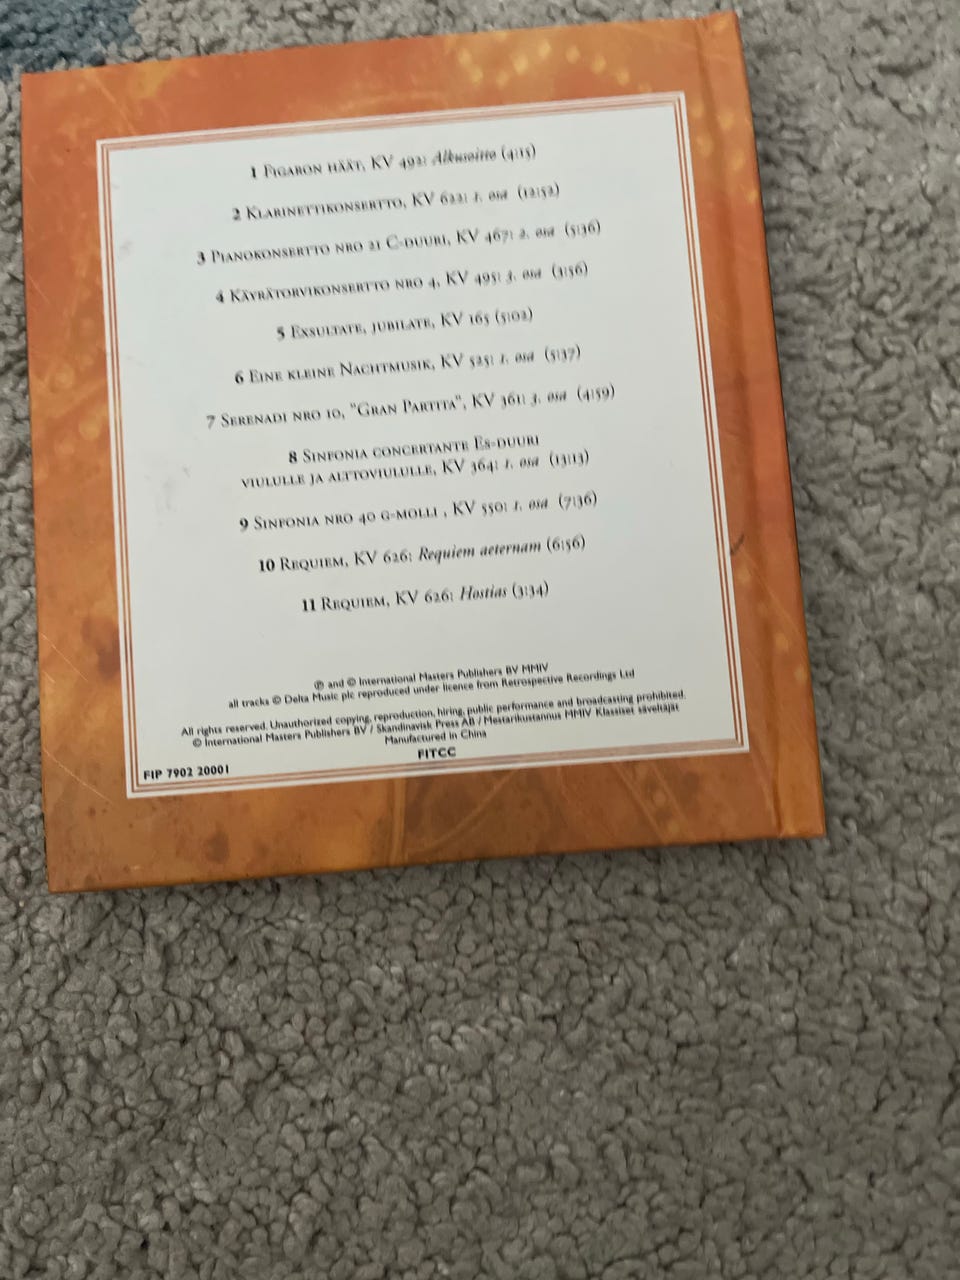 1 Figaron häät, KV 492: Alkusoitto (4:15)
2 Klarinettikonsertto, KV 622: 1. osa (12:52)
3 Pianokonsertto nro 21 C-duuri, KV 467: 2. osa (5:36)
4 Käyrätorvikonsertto nro 4, KV 495: 3. osa (3:56)
5 Exsultate, jubilate, KV 165 (5:02)
6 Eine kleine Nachtmusik, KV 525: 1. osa (5:37)
7 Serenadi nro 10, "Gran Partita", KV 361: 3. osa (4:59)
8 Sinfonia concertante Es-duuri
viululle ja alttoviululle, KV 364: 1. osa (13:13)
9 Sinfonia nro 40 g-molli , KV 550: 1. osa (7:36)
10 Requiem, KV 626: Requiem aeternam (6:56)
11 Requiem, KV 626: Hostias (3:34)
℗ and © International Masters Publishers BV MMIV
all tracks © Delta Music plc reproduced under licence from Retrospective Recordings Ltd
All rights reserved. Unauthorized copying, reproduction, hiring, public performance and broadcasting prohibited.
© International Masters Publishers BV / Skandinavisk Press AB / Mestarikustannus MMIV Klassiset säveltäjät
Manufactured in China
FITCC
FIP 7902 20001